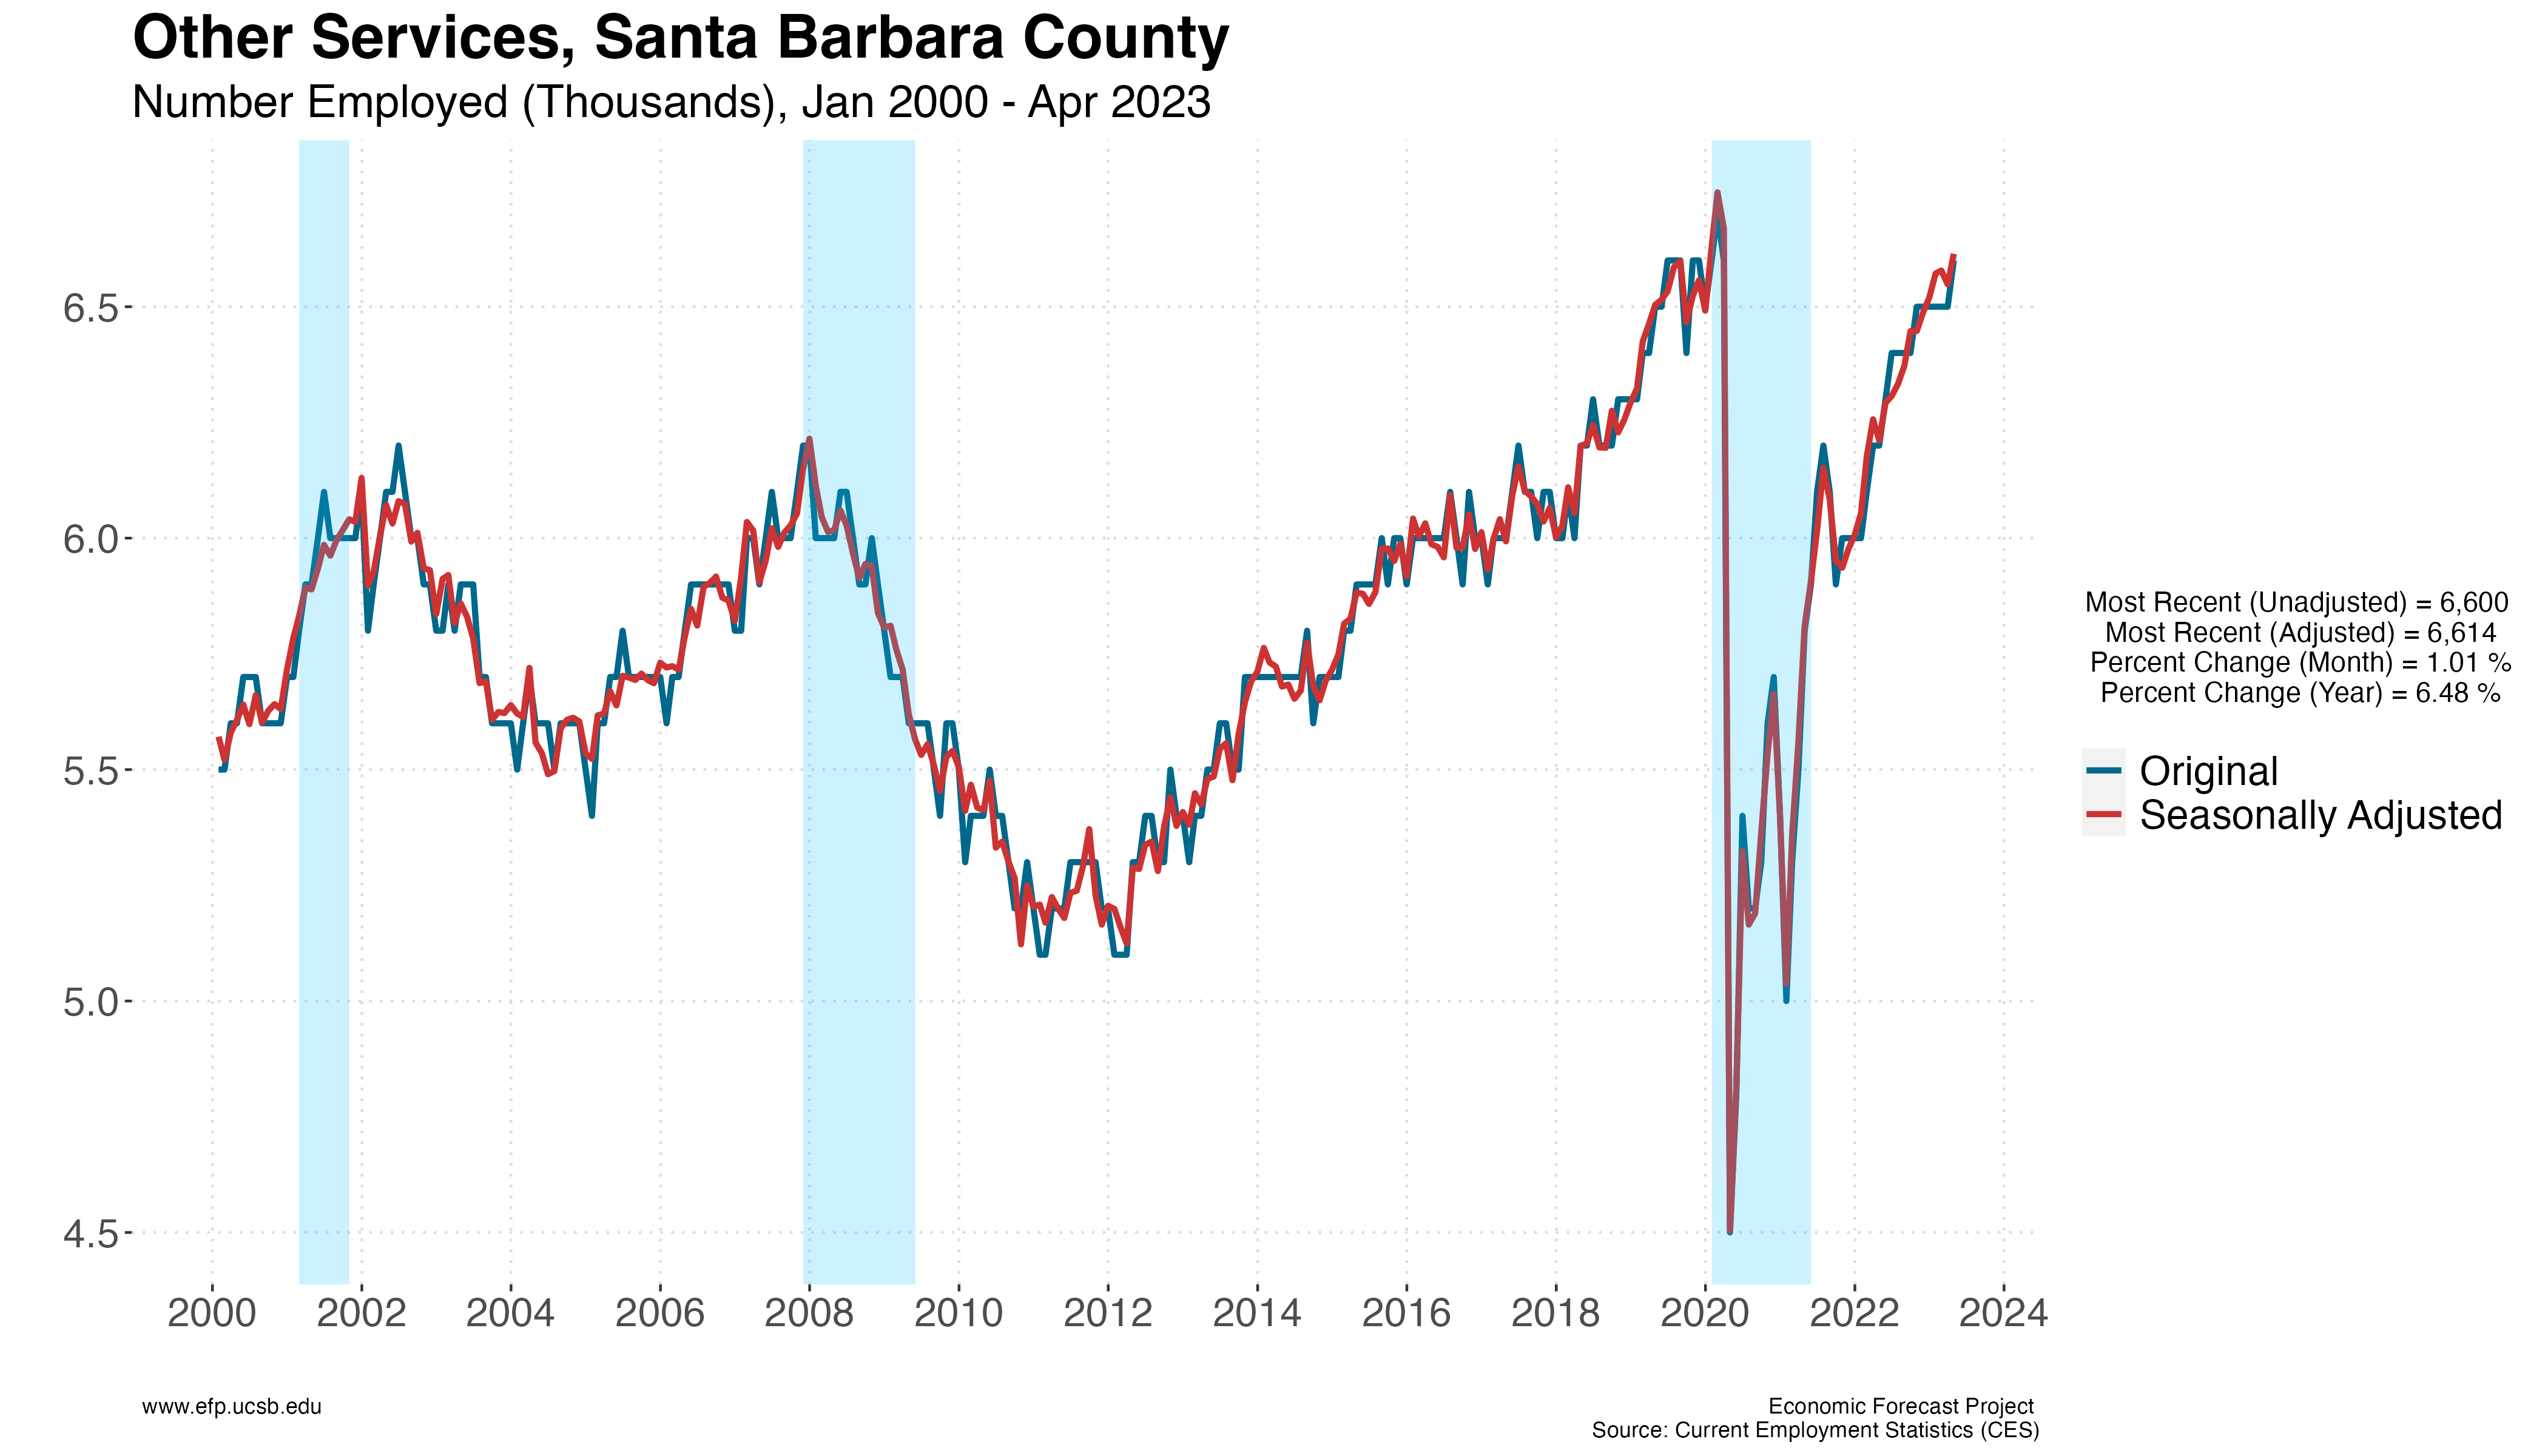 Other Services, Santa Barbara County
Number Employed (Thousands), Jan 2000 - Apr 2023
6.5
6.0
5.5
5.0
4.5
2000 2002 2004 2006 2008 2010 2012 2014 2016 2018 2020 2022 2024
Most Recent (Unadjusted) = 6,600
Most Recent (Adjusted) = 6,614
Percent Change (Month) = 1.01 %
Percent Change (Year) = 6.48 %
Original
Seasonally Adjusted
www.efp.ucsb.edu
Economic Forecast Project
Source: Current Employment Statistics (CES)